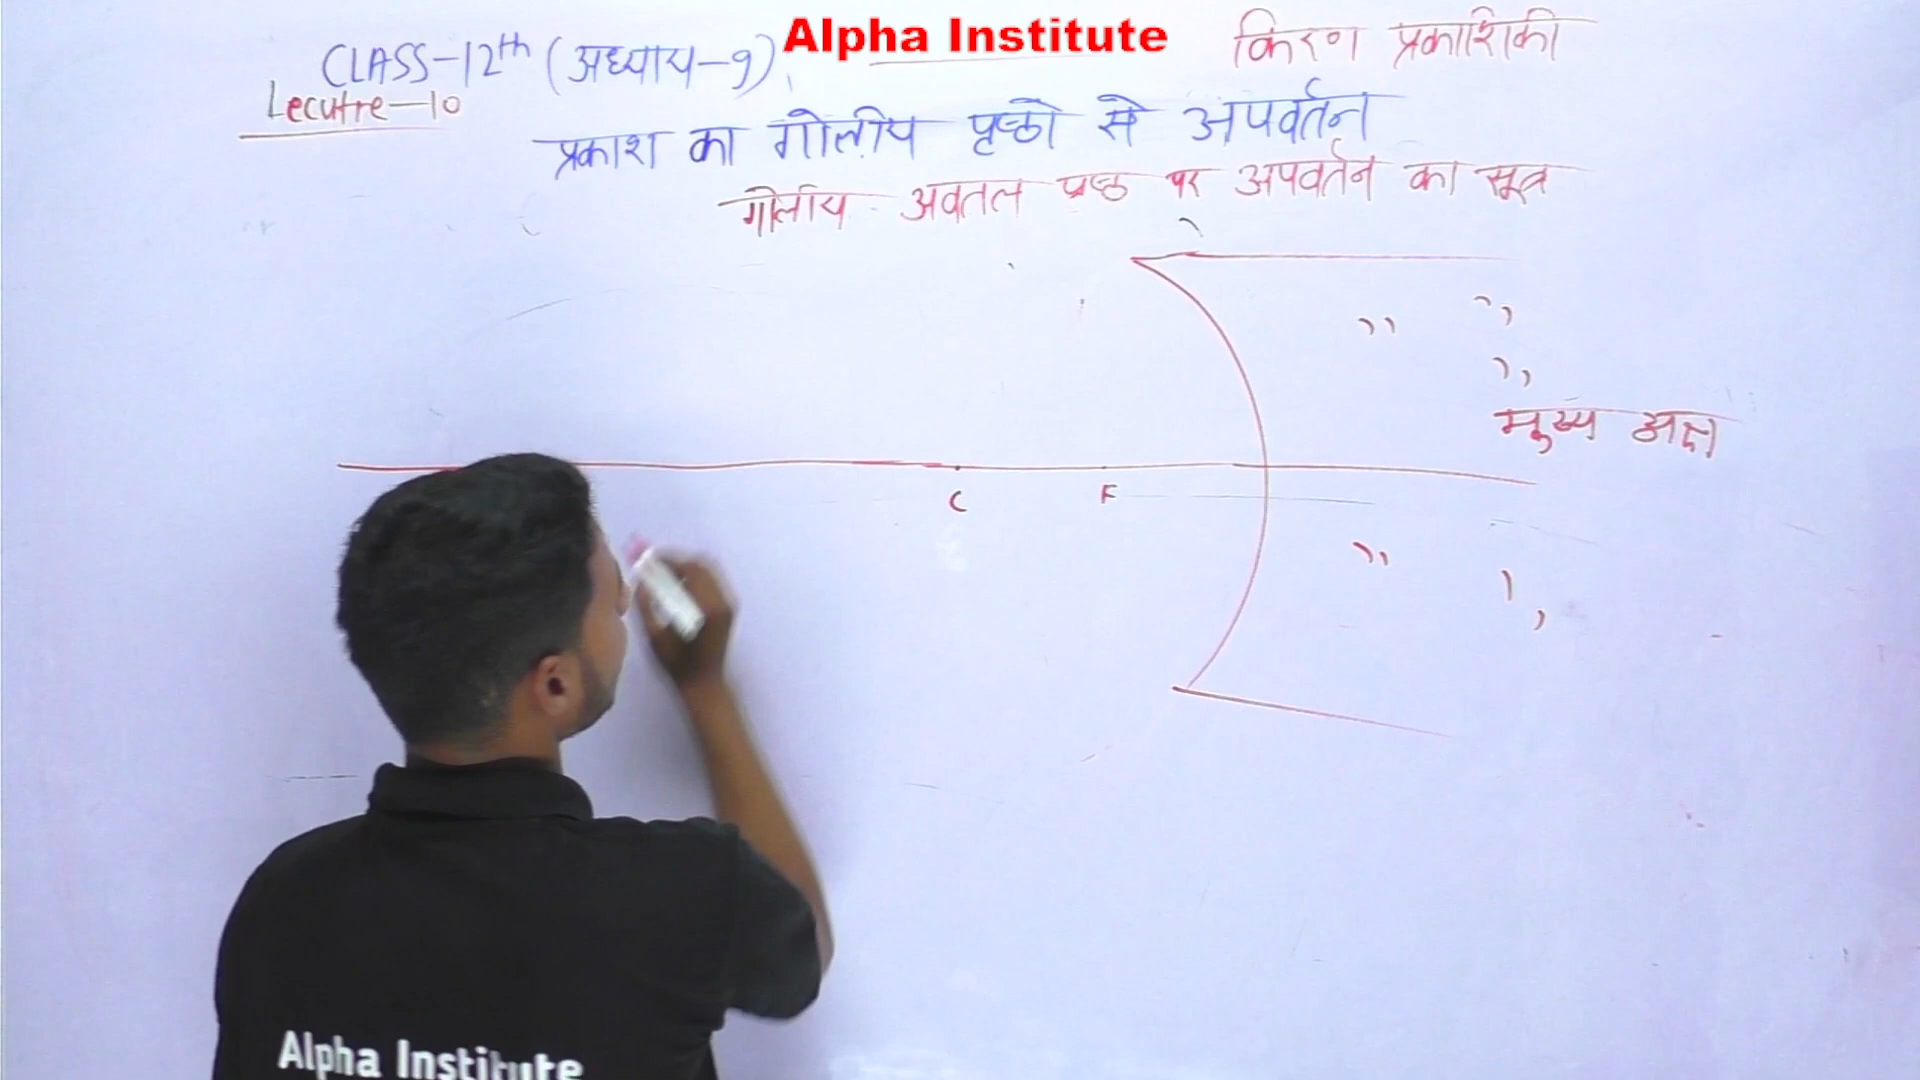 Alpha Institute
CLASS-12th (अध्याय-9)
किरण प्रकाशिकी
Lecutre-10
प्रकाश का गोलीय पृष्ठो से अपवर्तन
गोलीय अवतल प्रष्ठ पर अपवर्तन का सूत्र
मुख्य अक्ष
C F
Alpha Institute